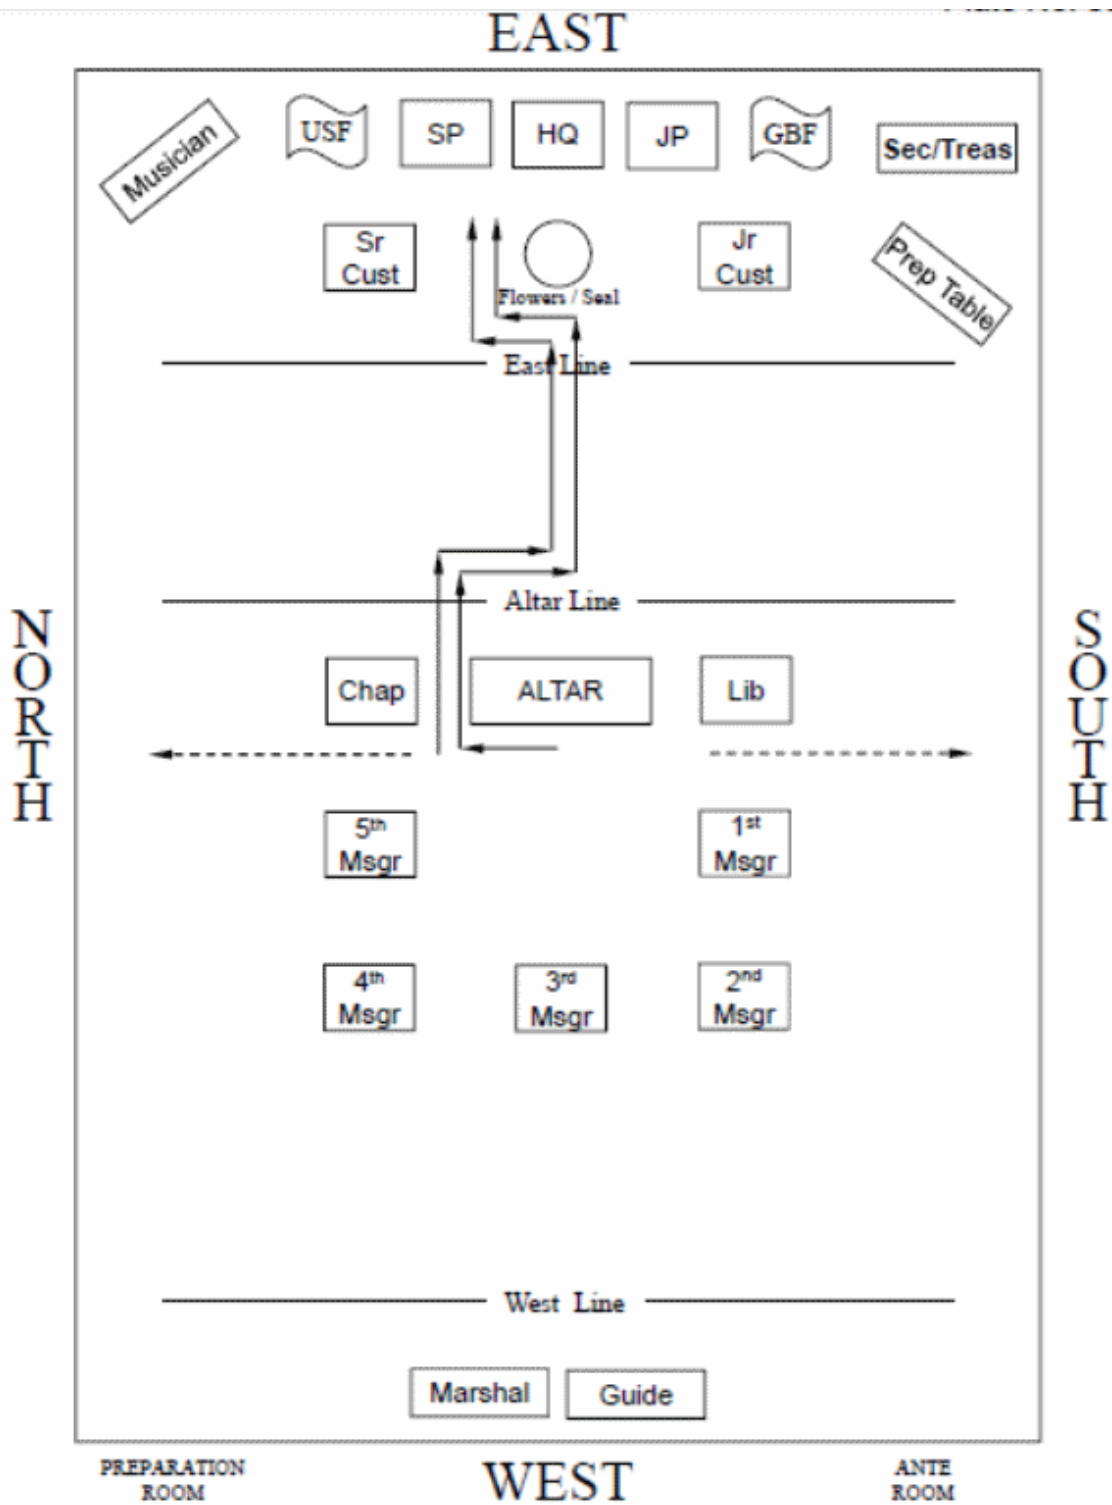 EAST
Musician
USF
SP
HQ
JP
GBF
Sec/Treas
Sr
Cust
Flowers / Seal
Jr
Cust
Prep Table
East Line
Altar Line
NORTH
SOUTH
Chap
ALTAR
Lib
5th
Msgr
1st
Msgr
4th
Msgr
3rd
Msgr
2nd
Msgr
West Line
Marshal
Guide
PREPARATION
ROOM
WEST
ANTE
ROOM